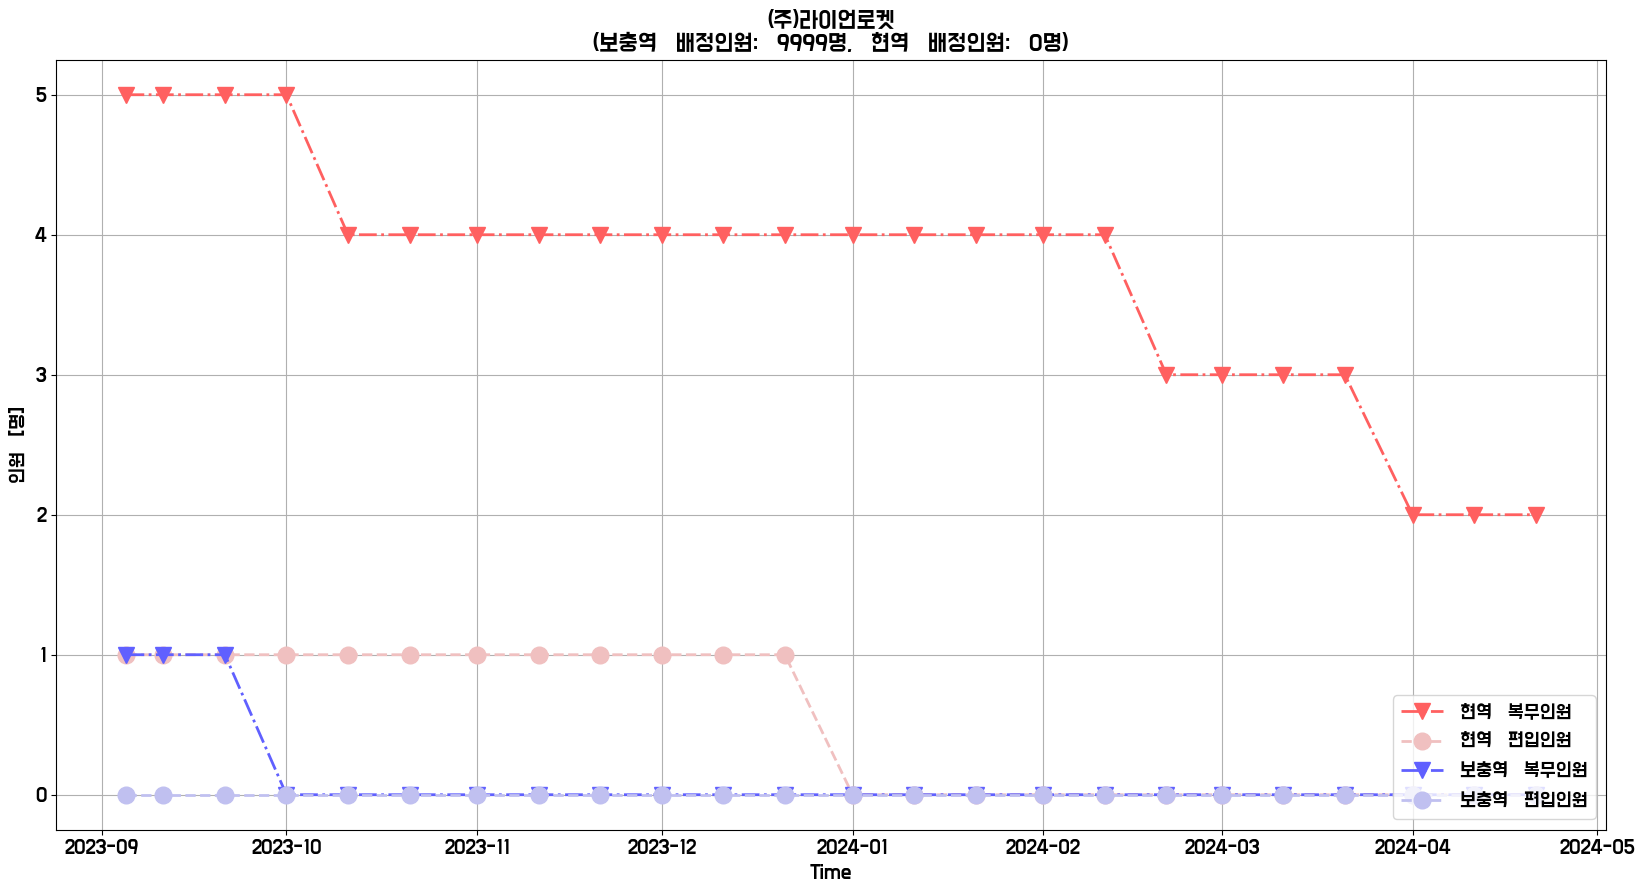 (주)라이언로켓
(보충역 배정인원: 9999명, 현역 배정인원: 0명)
5
4
3
2
1
0
인원 [명]
현역 복무인원
현역 편입인원
보충역 복무인원
보충역 편입인원
2023-09 2023-10 2023-11 2023-12 2024-01 2024-02 2024-03 2024-04 2024-05
Time